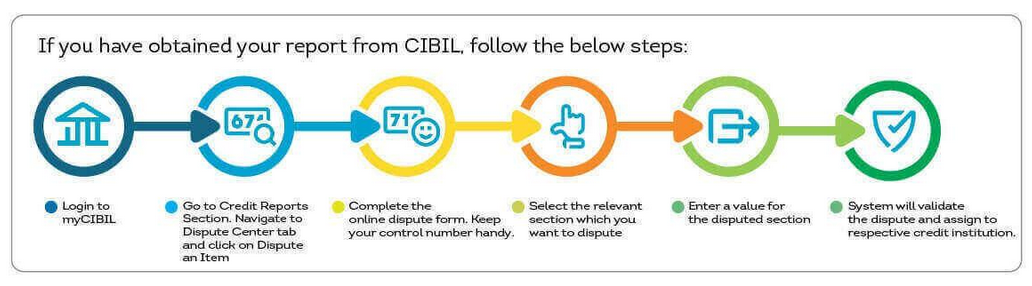 If you have obtained your report from CIBIL, follow the below steps:
67
71
Login to
myCIBIL
Go to Credit Reports
Section. Navigate to
Dispute Center tab
and click on Dispute
an Item
Complete the
online dispute form. Keep
your control number handy.
Select the relevant
section which you
want to dispute
Enter a value for
the disputed section
System will validate
the dispute and assign to
respective credit institution.